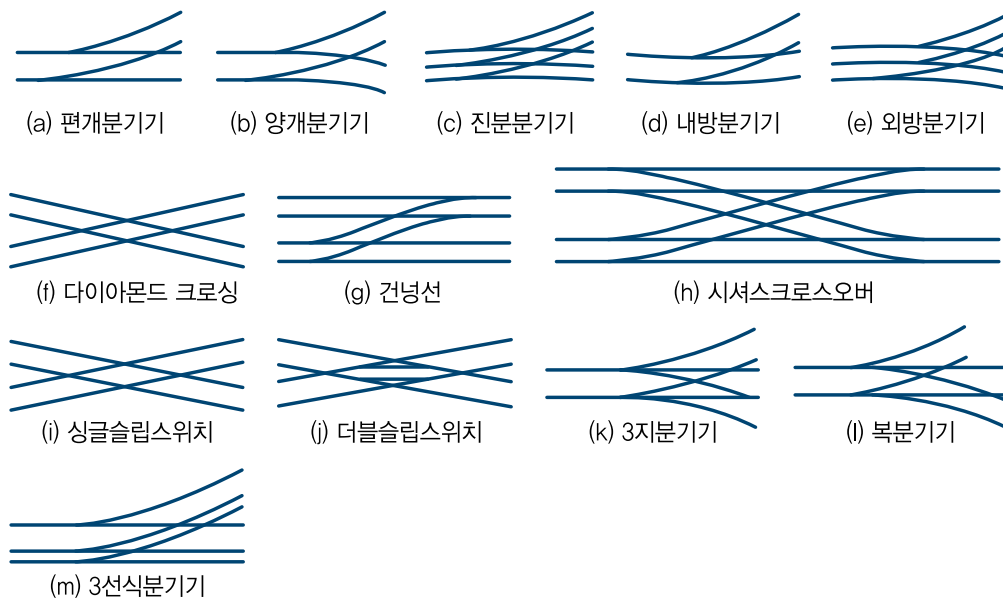 (a) 편개분기기
(b) 양개분기기
(c) 진분분기기
(d) 내방분기기
(e) 외방분기기
(f) 다이아몬드 크로싱
(g) 건넝선
(h) 시셔스크로스오버
(i) 싱글슬립스위치
(j) 더블슬립스위치
(k) 3지분기기
(l) 복분기기
(m) 3선식분기기